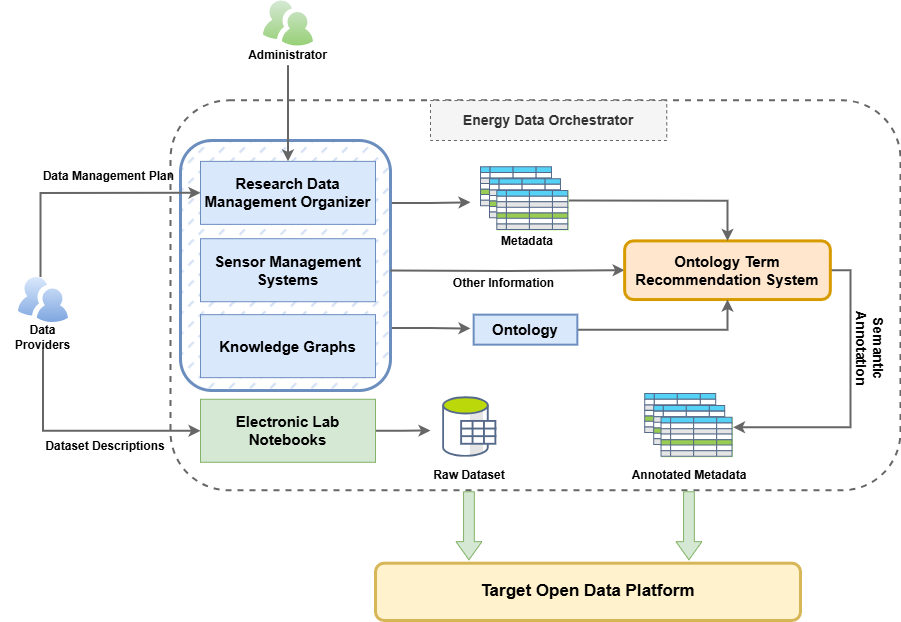 Administrator
Energy Data Orchestrator
Data Management Plan
Research Data
Management Organizer
Metadata
Sensor Management
Systems
Other Information
Ontology Term
Recommendation System
Knowledge Graphs
Ontology
Data
Providers
Semantic
Annotation
Dataset Descriptions
Electronic Lab
Notebooks
Raw Dataset
Annotated Metadata
Target Open Data Platform